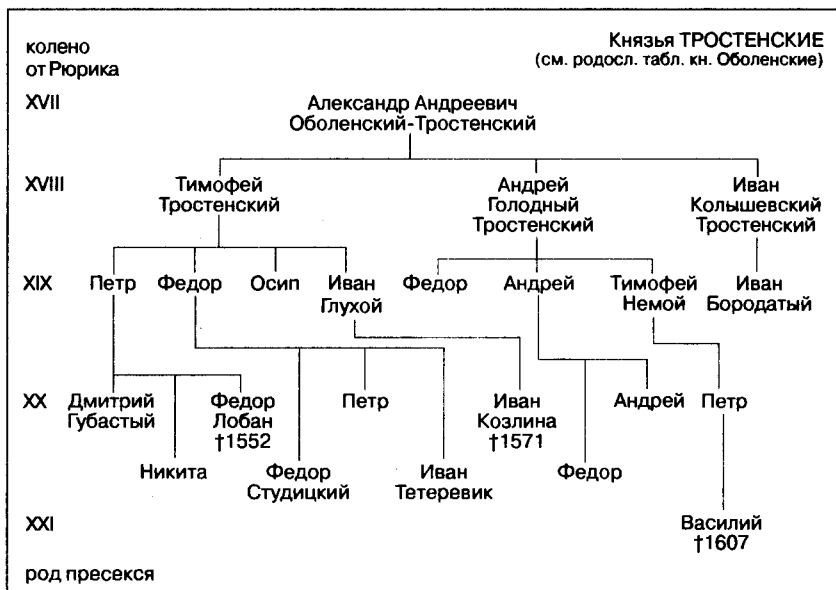 колено
от Рюрика
Князья ТРОСТЕНСКИЕ
(см. родосл. табл. кн. Оболенские)
XVII
Александр Андреевич
Оболенский-Тростенский
XVIII
Тимофей
Тростенский
Андрей
Голодный
Тростенский
Иван
Колышевский
Тростенский
XIX
Петр
Федор
Осип
Иван
Глухой
Федор
Андрей
Тимофей
Немой
Иван
Бородатый
XX
Дмитрий
Губастый
Федор
Лобан
†1552
Петр
Иван
Козлина
†1571
Андрей
Петр
Никита
Федор
Студицкий
Иван
Тетеревик
Федор
XXI
Василий
†1607
род пресекся